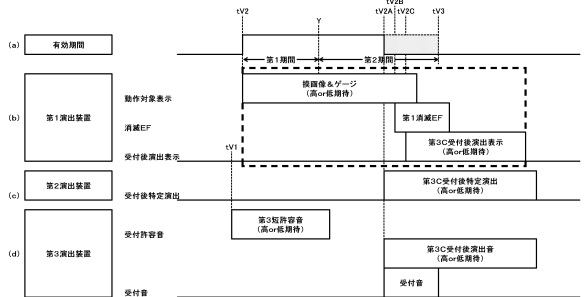 tV2
Y
tV2A
tV2B
tV2C
tV3
(a)
有効期間
第1期間
第2期間
(b)
第1演出装置
動作対象表示
摸画像&ゲージ
(高or低期待)
消滅EF
第1消滅EF
受付後演出表示
第3C受付後演出表示
(高or低期待)
tV1
(c)
第2演出装置
受付後特定演出
第3C受付後特定演出
(高or低期待)
(d)
第3演出装置
受付許容音
第3短許容音
(高or低期待)
第3C受付後演出音
(高or低期待)
受付音
受付音